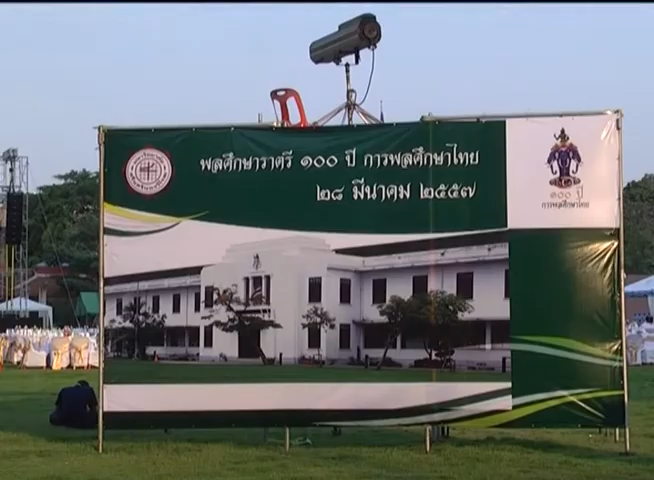 พลศึกษาราตรี ๑๐๐ ปี การพลศึกษาไทย
๒๘ มีนาคม ๒๕๕๗
๑๐๐ ปี
การพลศึกษาไทย